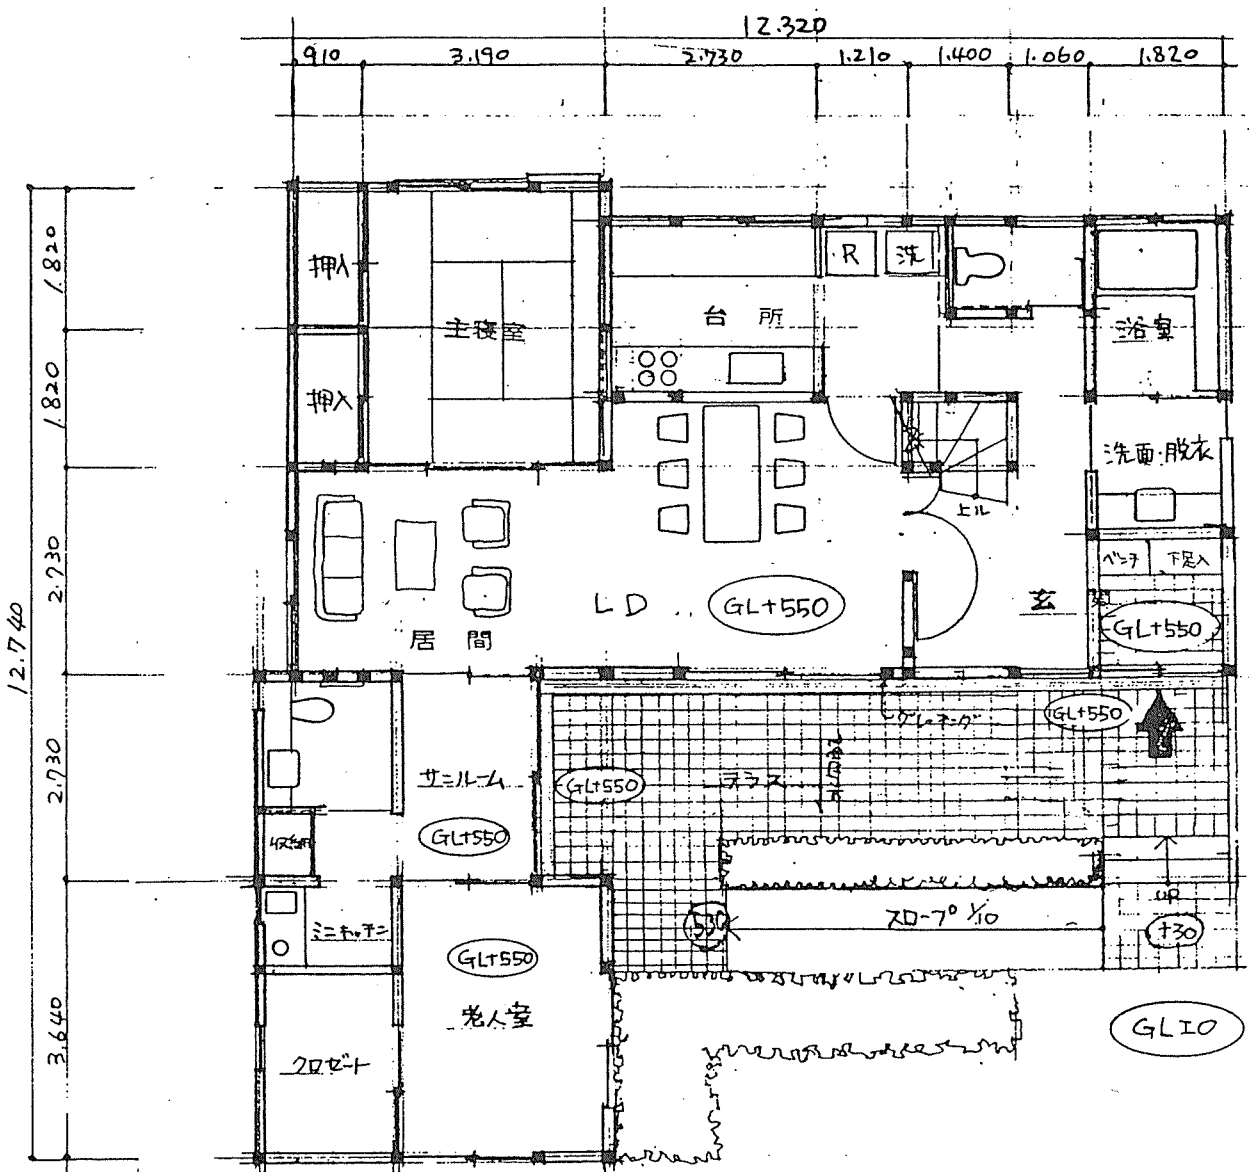 12.320
910 3.190 2.730 1.210 1.400 1.060 1.820
12.740
1.820
1.820
2.730
2.730
3.640
押入
主寝室
台所
R
洗
浴室
押入
洗面・脱衣
上ル
ベンチ
下足入
LD
GL+550
玄
関
GL+550
居間
グレーチング
GL+550
サンルーム
GL+550
テラス
水勾配
GL+550
収納
UP
530
スロープ 1/10
+30
ミニキッチン
GL+550
老人室
GL±0
クロゼット